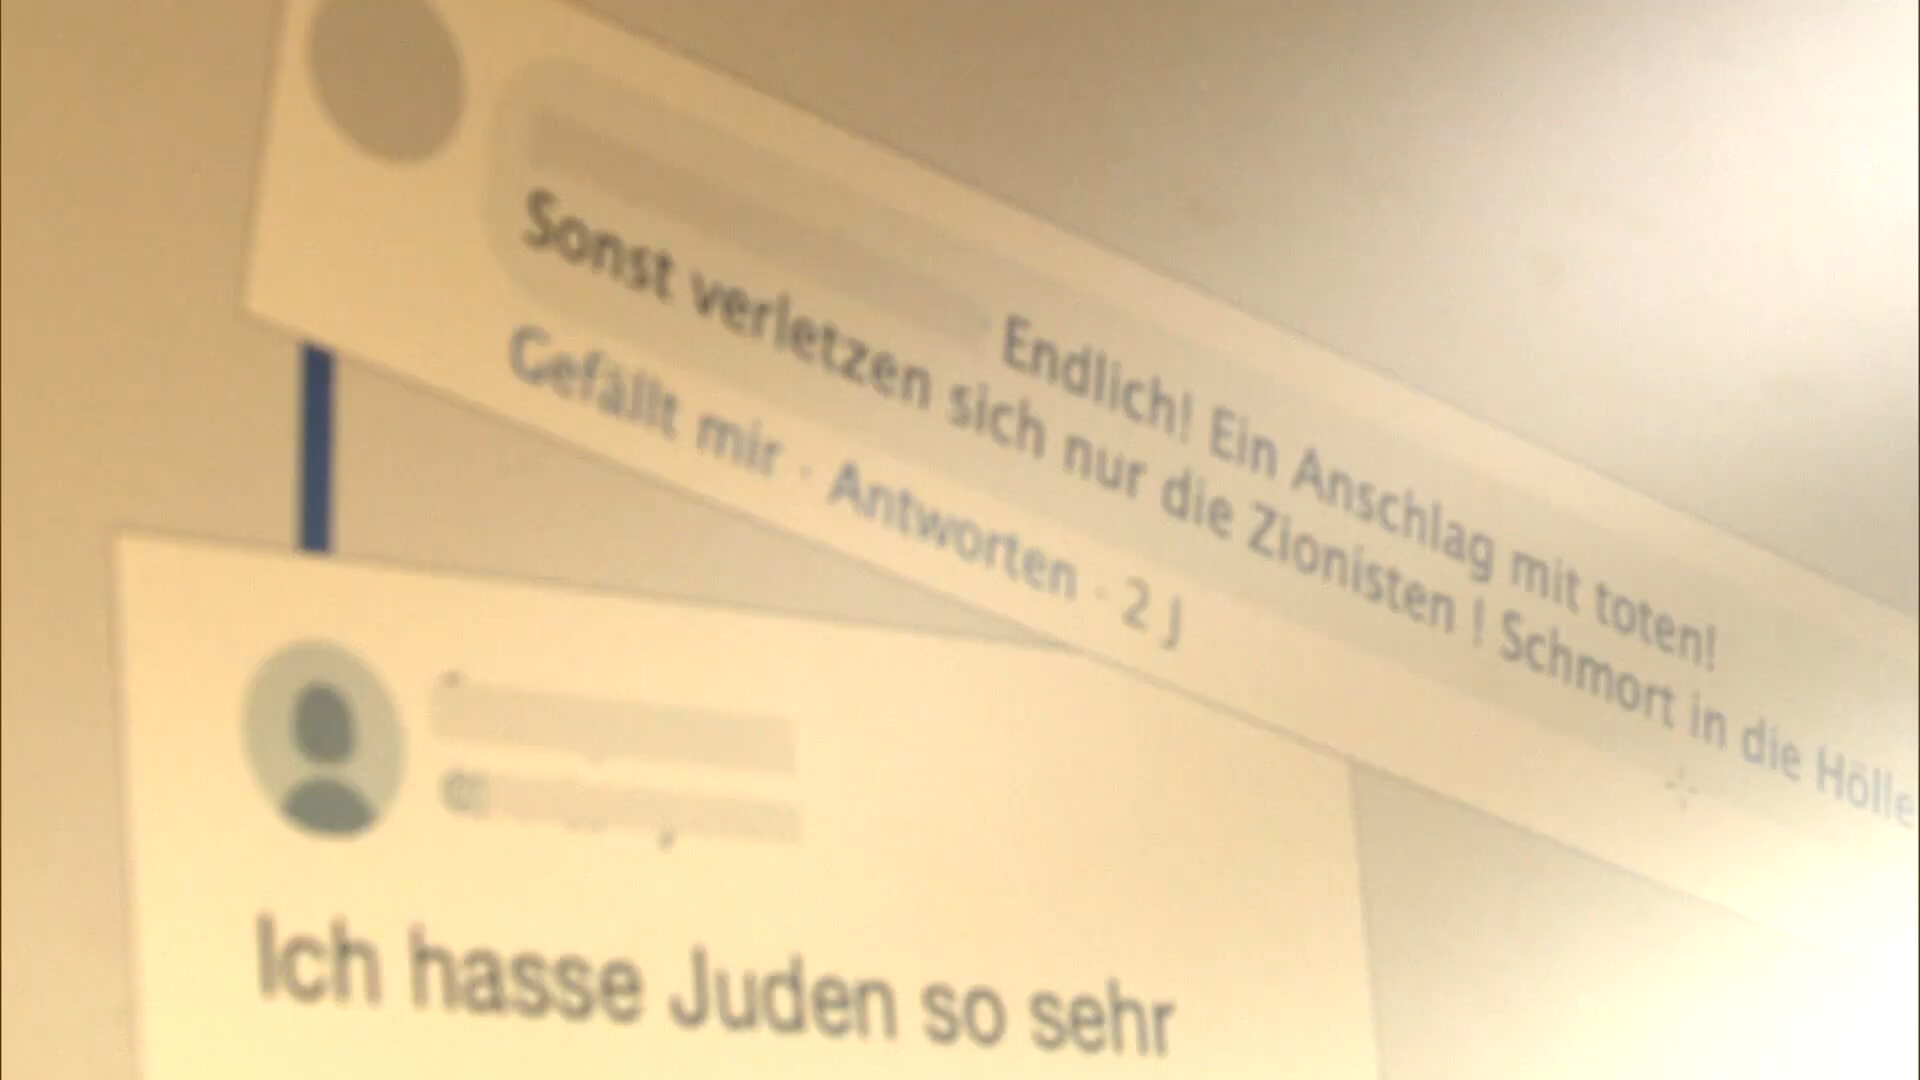 Endlich! Ein Anschlag mit toten!
Sonst verletzen sich nur die Zionisten ! Schmort in die Hölle
Gefällt mir · Antworten · 2 J
Ich hasse Juden so sehr